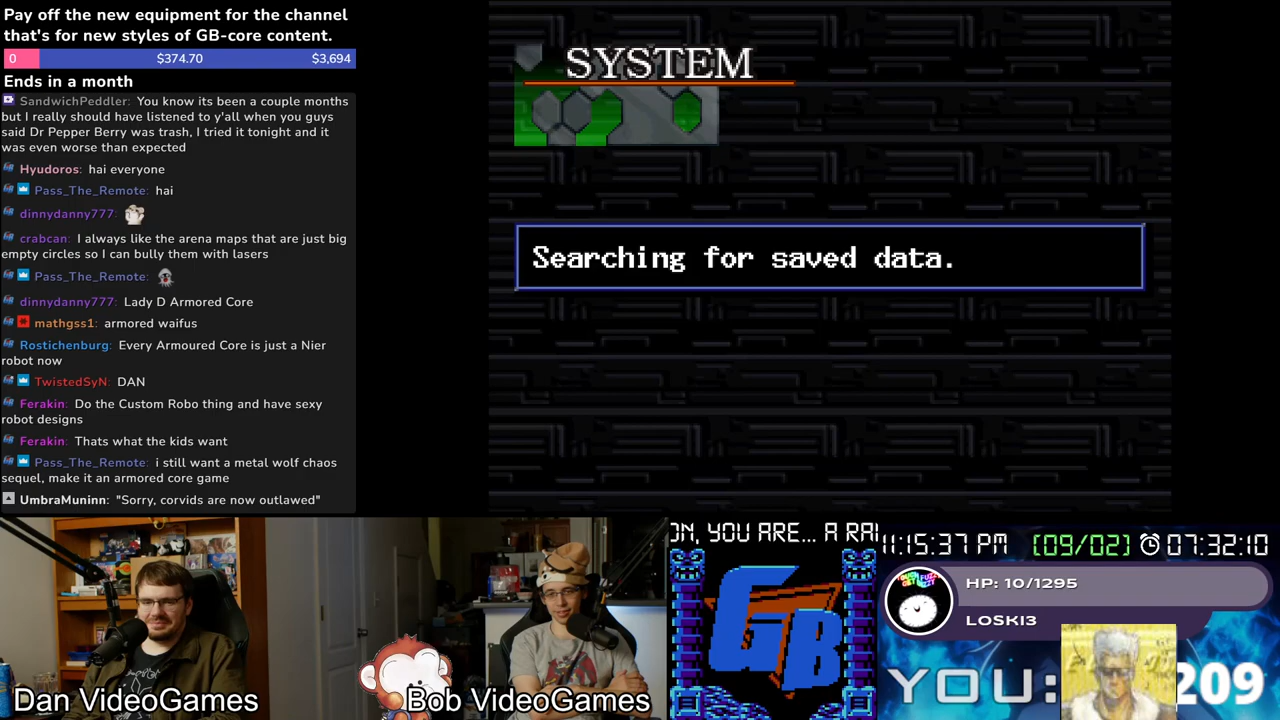 Pay off the new equipment for the channel
that's for new styles of GB-core content.
0 $374.70 $3,694
Ends in a month
SandwichPeddler: You know its been a couple months
but I really should have listened to y'all when you guys
said Dr Pepper Berry was trash, I tried it tonight and it
was even worse than expected
Hyudoros: hai everyone
Pass_The_Remote: hai
dinnydanny777:
crabcan: I always like the arena maps that are just big
empty circles so I can bully them with lasers
Pass_The_Remote:
dinnydanny777: Lady D Armored Core
mathgss1: armored waifus
Rostichenburg: Every Armoured Core is just a Nier
robot now
TwistedSyN: DAN
Ferakin: Do the Custom Robo thing and have sexy
robot designs
Ferakin: Thats what the kids want
Pass_The_Remote: i still want a metal wolf chaos
sequel, make it an armored core game
UmbraMuninn: "Sorry, corvids are now outlawed"
SYSTEM
Searching for saved data.
Dan VideoGames
Bob VideoGames
ON, YOU ARE... A RAI
GB
11:15:37 PM [09/02] 07:32:10
HP: 10/1295
LOSKI3
YOU: 209